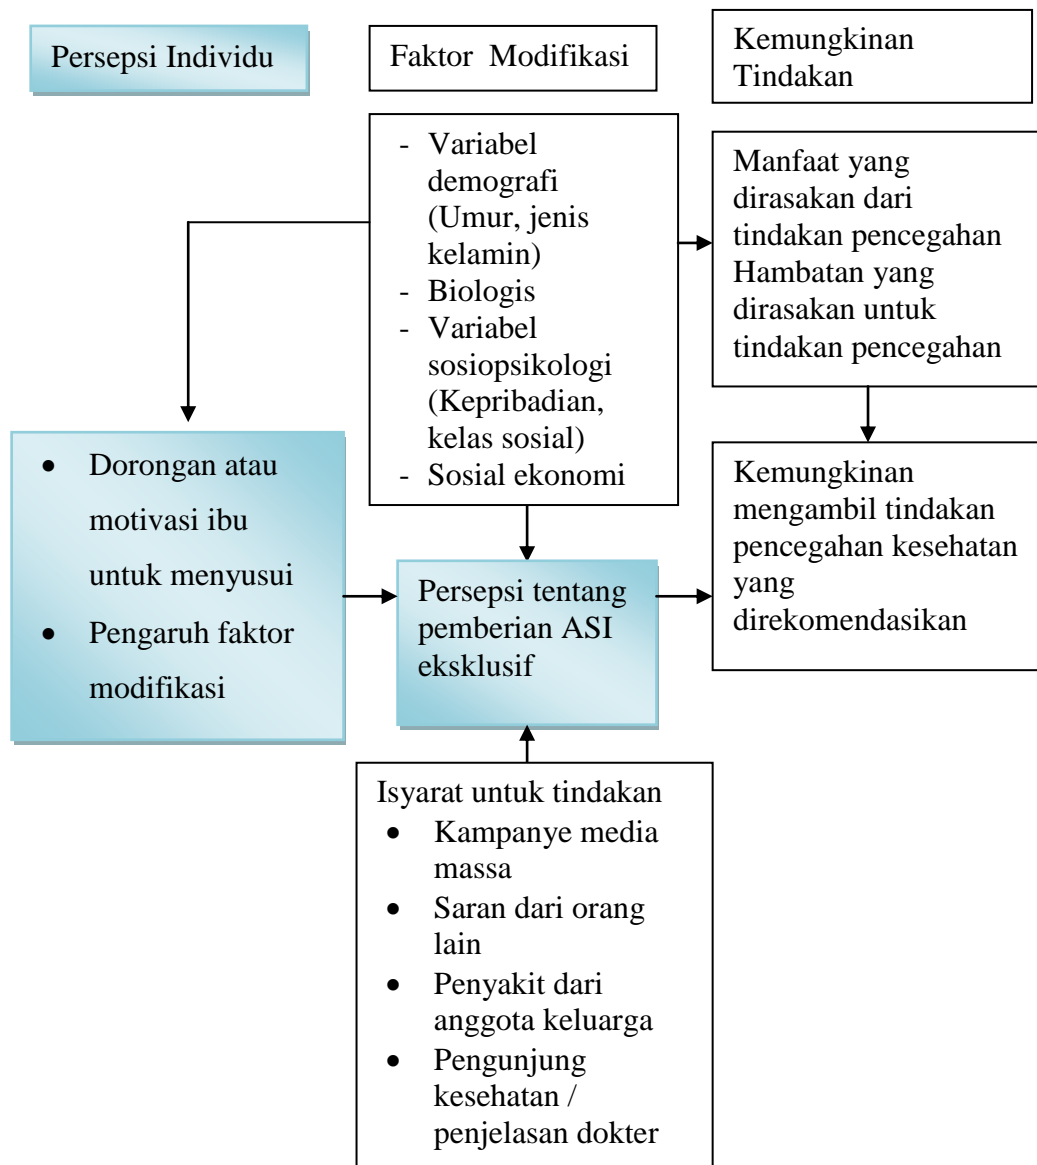 Persepsi Individu
Faktor Modifikasi
Kemungkinan
Tindakan
- Variabel
demografi
(Umur, jenis
kelamin)
- Biologis
- Variabel
sosiopsikologi
(Kepribadian,
kelas sosial)
- Sosial ekonomi
Manfaat yang
dirasakan dari
tindakan pencegahan
Hambatan yang
dirasakan untuk
tindakan pencegahan
• Dorongan atau
motivasi ibu
untuk menyusui
• Pengaruh faktor
modifikasi
Persepsi tentang
pemberian ASI
eksklusif
Kemungkinan
mengambil tindakan
pencegahan kesehatan
yang
direkomendasikan
Isyarat untuk tindakan
• Kampanye media
massa
• Saran dari orang
lain
• Penyakit dari
anggota keluarga
• Pengunjung
kesehatan /
penjelasan dokter